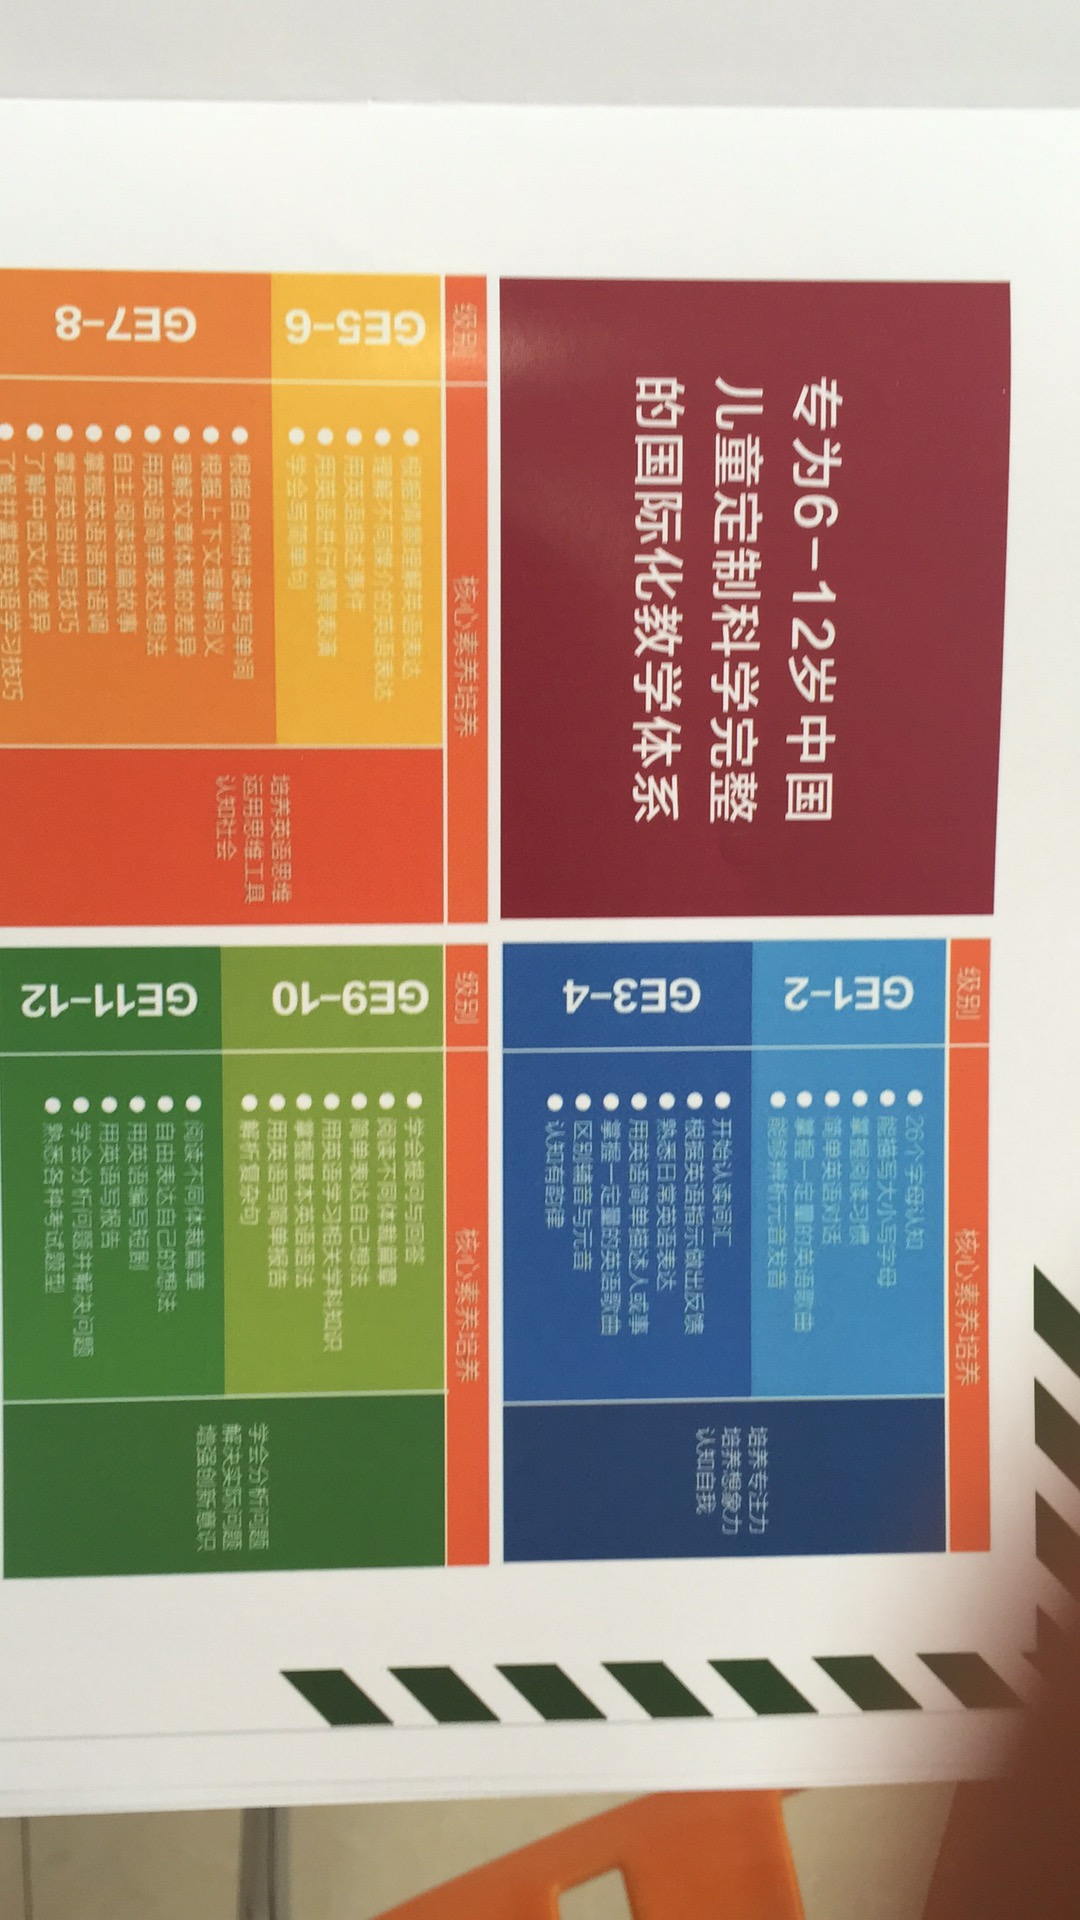 专为6-12岁中国
儿童定制科学完整
的国际化教学体系
级别
核心素养培养
GE1-2
26个字母认知
能描写大小写字母
掌握阅读习惯
简单英语对话
掌握一定量的英语歌曲
能够辨析元音发音
GE3-4
开始认读词汇
根据英语指示做出反馈
熟悉日常英语表达
用英语简单描述人或事
掌握一定量的英语歌曲
区别辅音与元音
认知有韵律
培养专注力
培养想象力
认知自我
级别
核心素养培养
GE5-6
根据情景理解英语表达
理解不同媒介的英语表达
用英语描述事件
用英语进行情景表演
学会写简单句
GE7-8
根据自然拼读拼写单词
根据上下文理解词义
理解文章体裁的差异
用英语简单表达想法
自主阅读短篇故事
掌握英语语音语调
掌握英语拼写技巧
了解中西文化差异
了解并掌握英语学习技巧
培养英语思维
运用思维工具
认知社会
级别
核心素养培养
GE9-10
学会提问与回答
阅读不同体裁篇章
简单表达自己想法
用英语学习相关学科知识
掌握基本英语语法
用英语写简单报告
解析复杂句
GE11-12
阅读不同体裁篇章
自由表达自己的想法
用英语编写短剧
用英语写报告
学会分析问题并解决问题
熟悉各种考试题型
学会分析问题
解决实际问题
增强创新意识